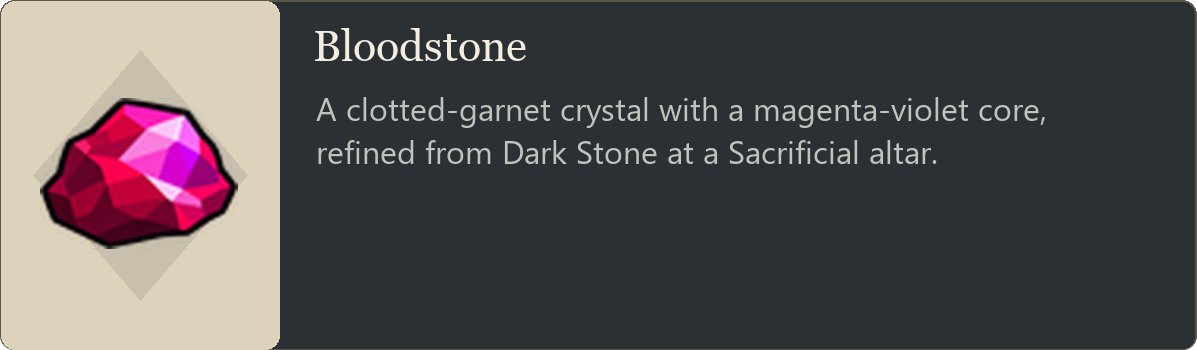 Bloodstone
A clotted-garnet crystal with a magenta-violet core,
refined from Dark Stone at a Sacrificial altar.